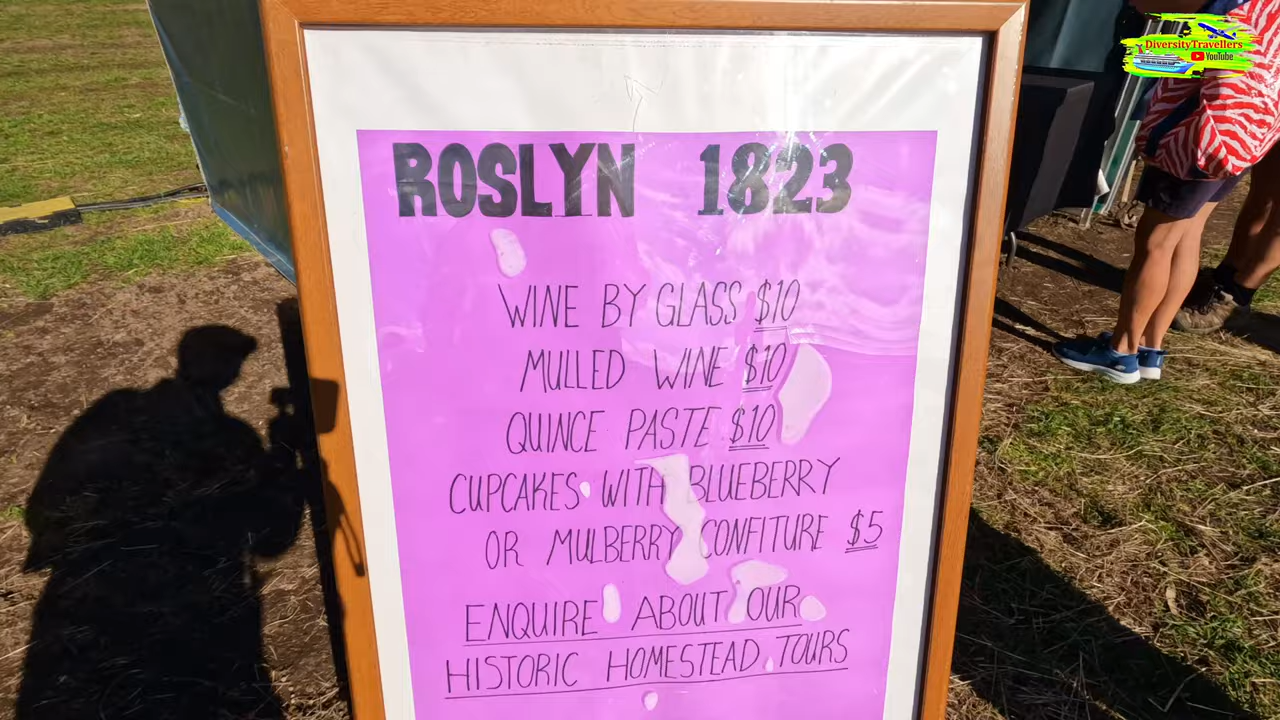 DiversityTravellers
YouTube
ROSLYN 1823
WINE BY GLASS $10
MULLED WINE $10
QUINCE PASTE $10
CUPCAKES WITH BLUEBERRY
OR MULBERRY CONFITURE $5
ENQUIRE ABOUT OUR
HISTORIC HOMESTEAD TOURS